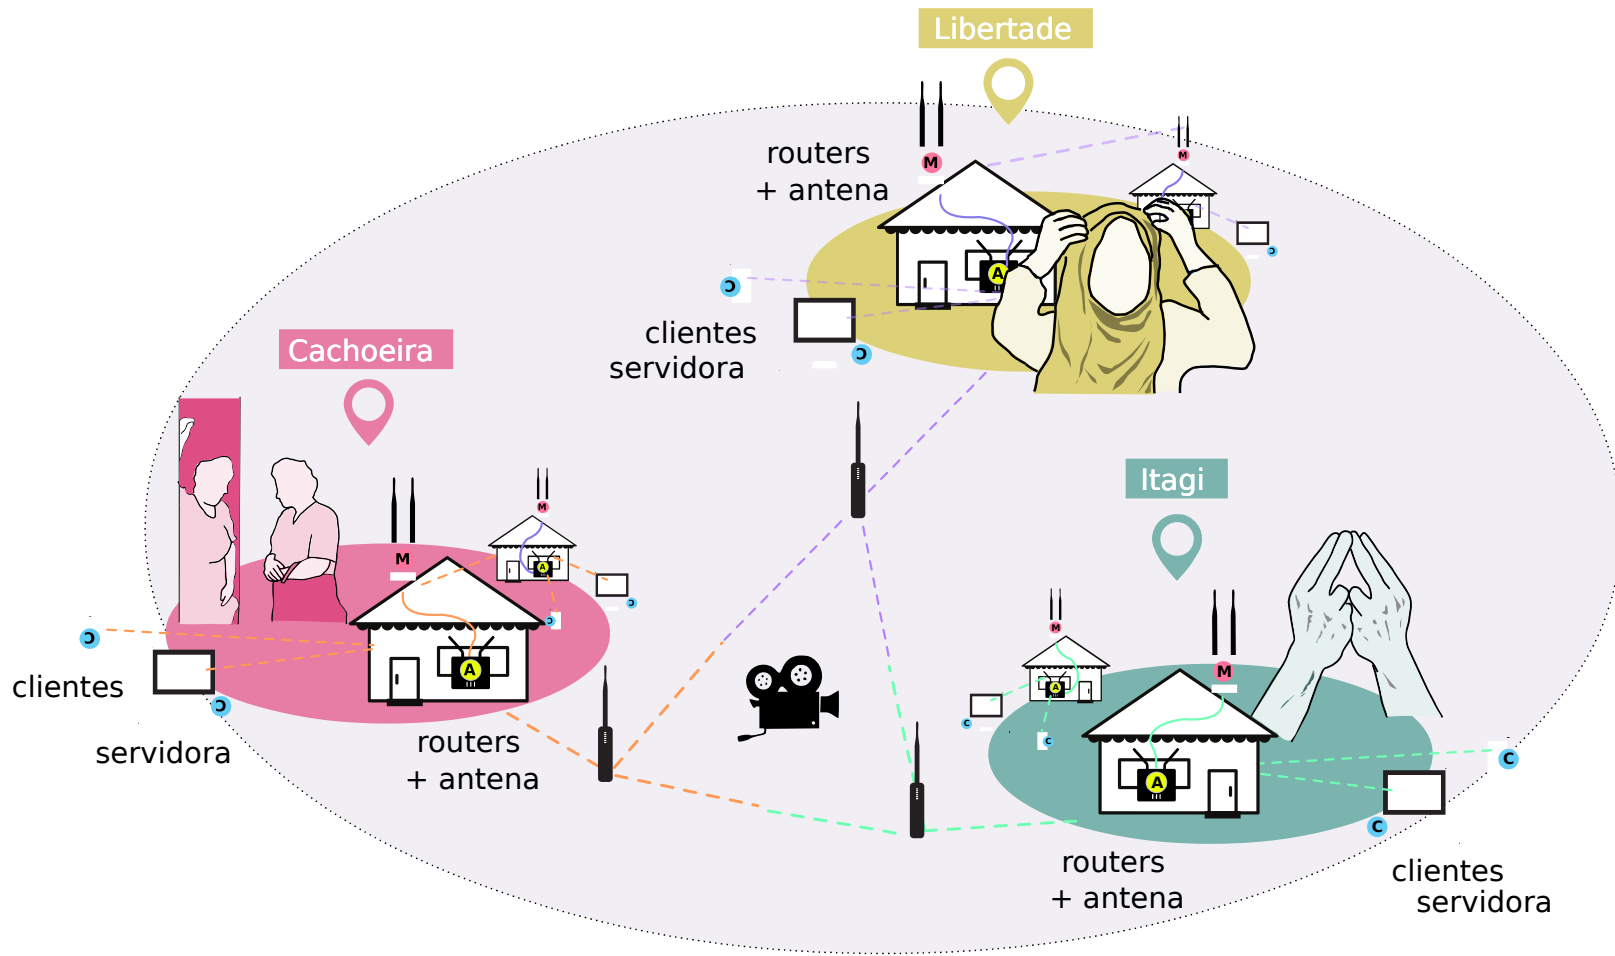 Libertade
routers
+ antena
M
M
A
C
C
C
clientes
servidora
Cachoeira
M
M
A
A
C
C
C
C
clientes
servidora
routers
+ antena
Itagi
M
M
A
A
C
C
C
C
routers
+ antena
clientes
servidora